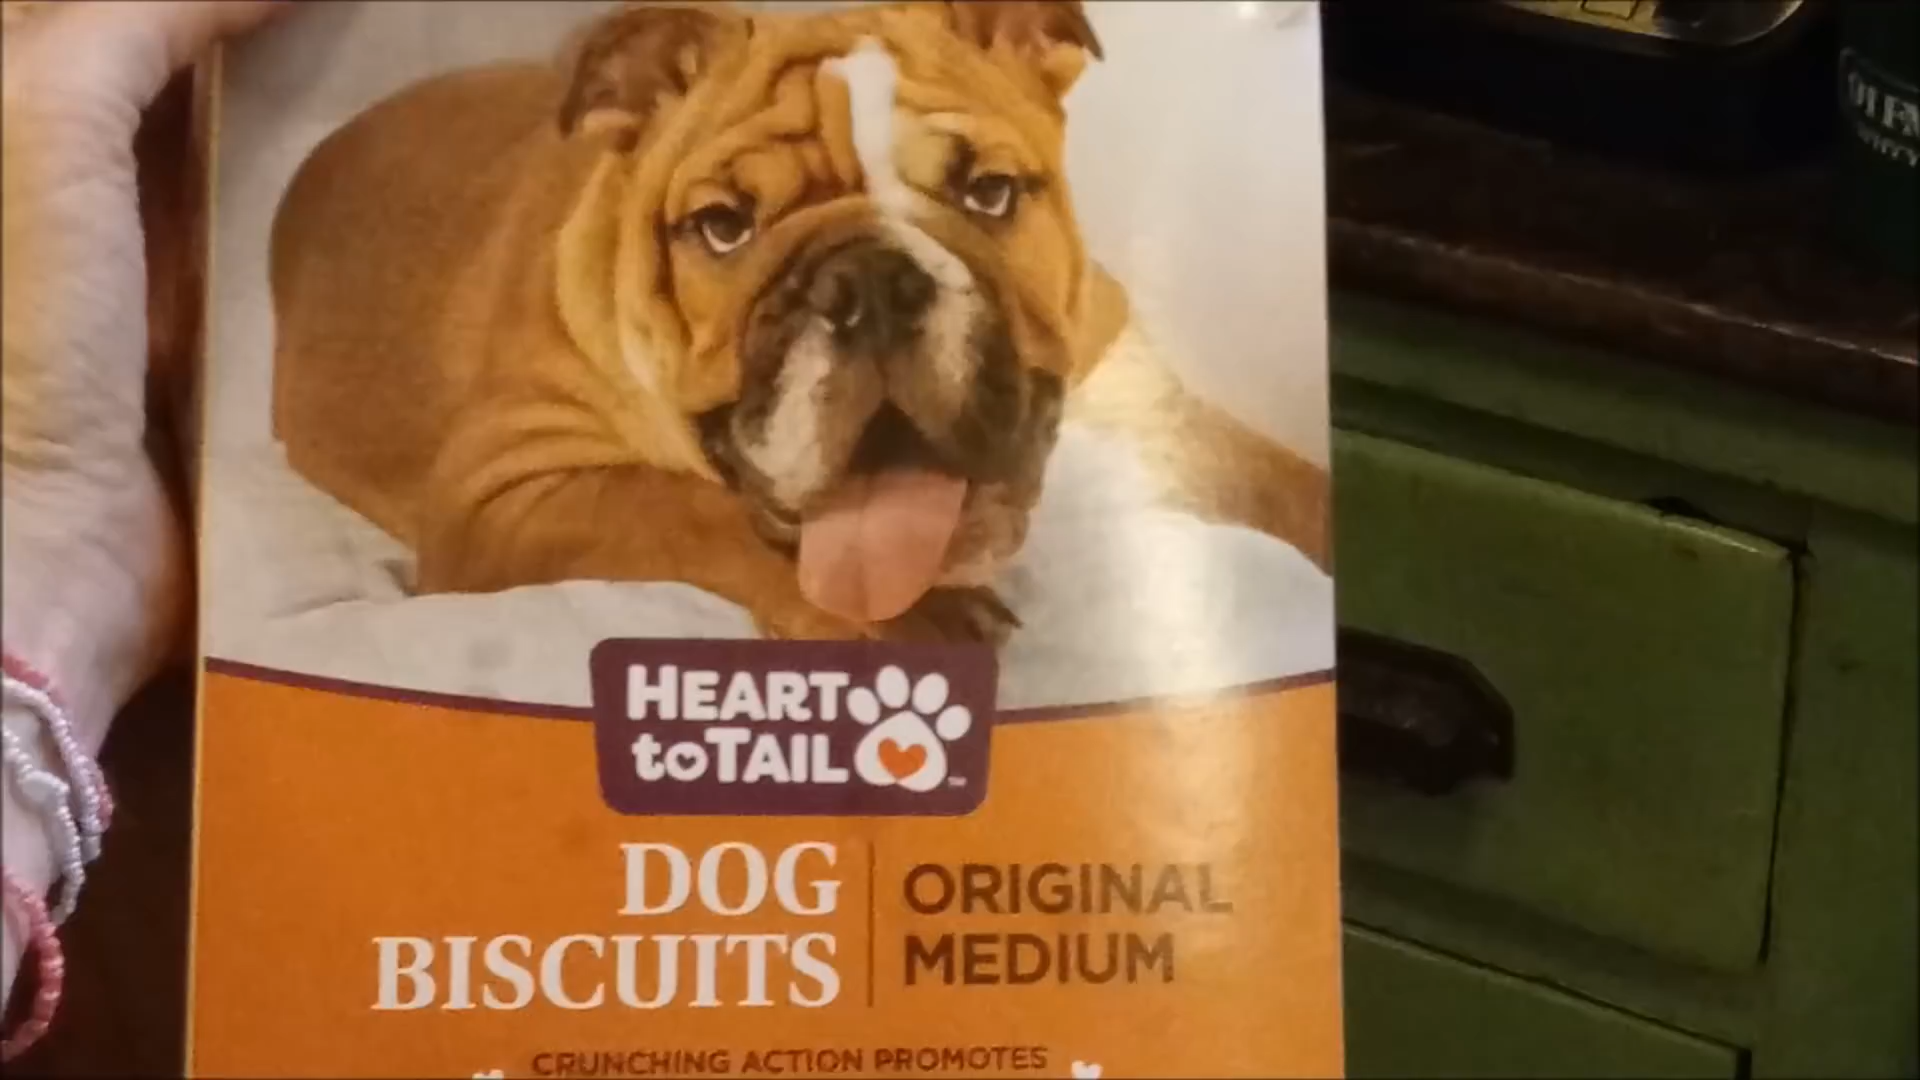 HEART
to TAIL
DOG
BISCUITS
ORIGINAL
MEDIUM
CRUNCHING ACTION PROMOTES